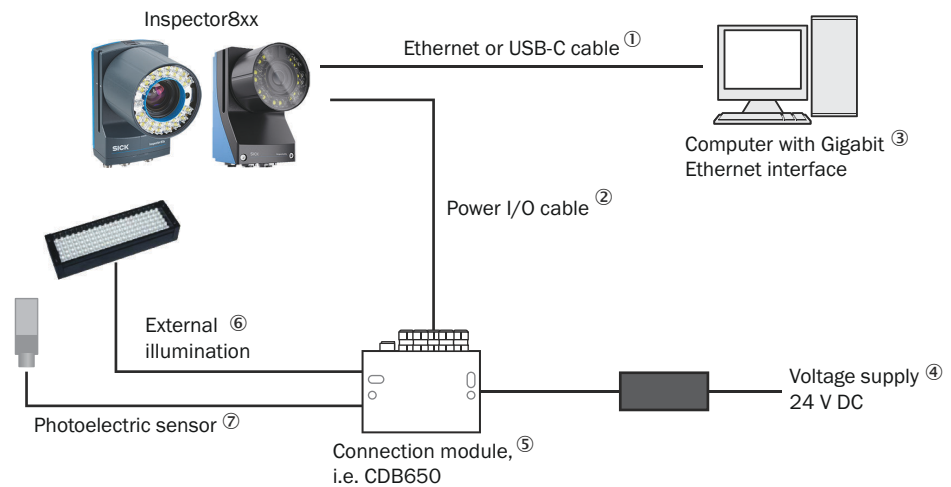 Inspector8xx
Ethernet or USB-C cable ①
Computer with Gigabit ③
Ethernet interface
Power I/O cable ②
External ⑥
illumination
Voltage supply ④
24 V DC
Photoelectric sensor ⑦
Connection module, ⑤
i.e. CDB650
SICK
SICK